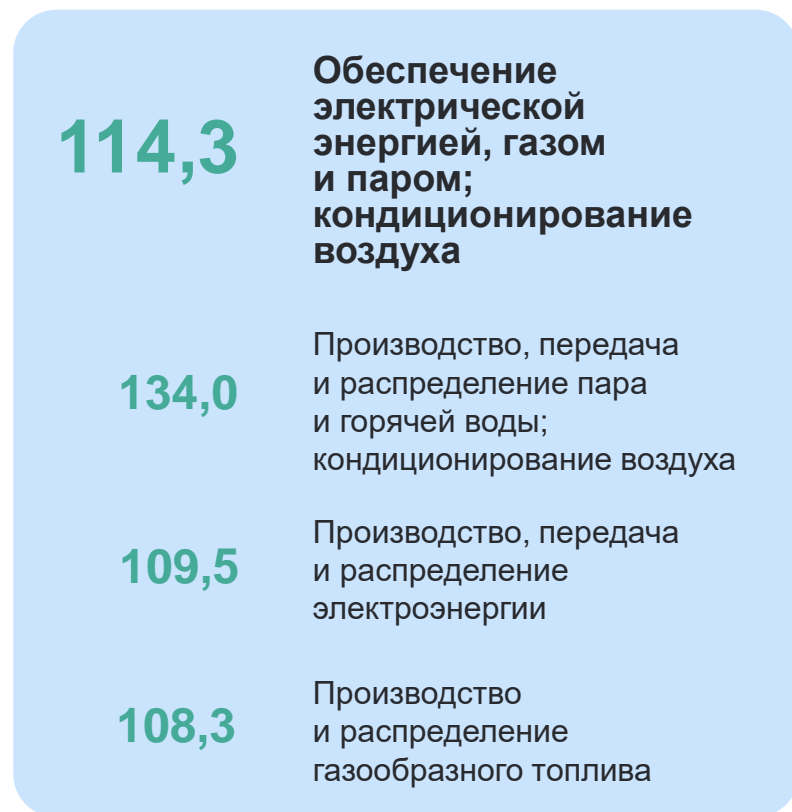 114,3
Обеспечение
электрической
энергией, газом
и паром;
кондиционирование
воздуха
134,0
Производство, передача
и распределение пара
и горячей воды;
кондиционирование воздуха
109,5
Производство, передача
и распределение
электроэнергии
108,3
Производство
и распределение
газообразного топлива